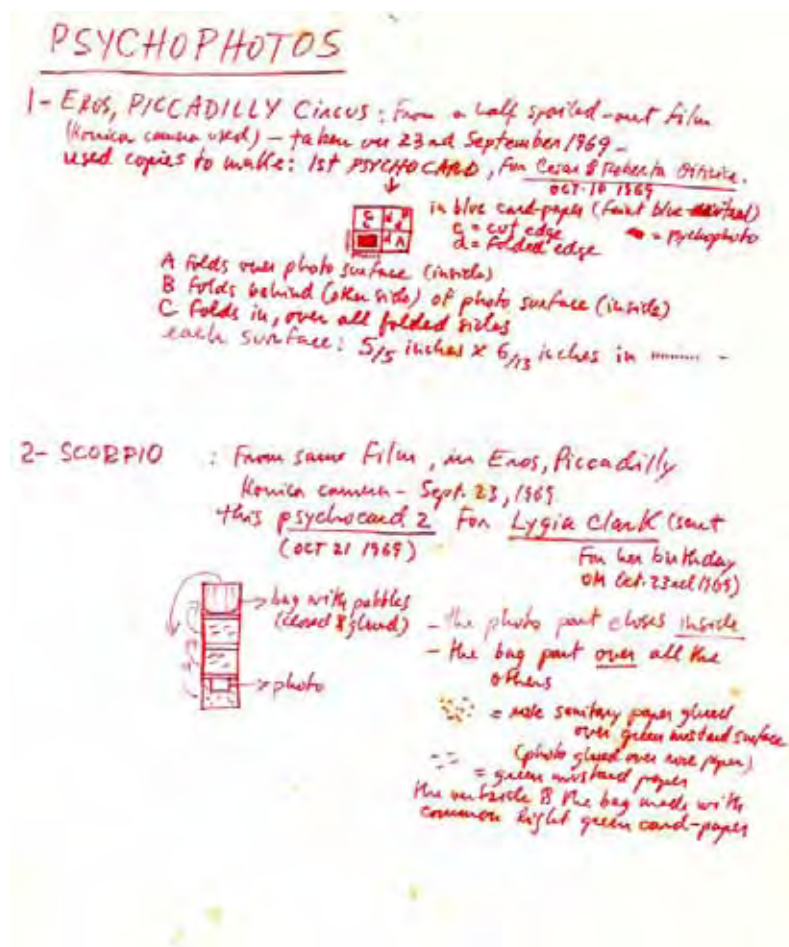 PSYCHOPHOTOS
1- EROS, PICCADILLY CIRCUS: From a half spoiled-out film
(Konica camera used) – taken on 23nd September 1969 –
used copies to make: 1st PSYCHOCARD, For Cesar & Roberta Oiticica.
OCT. 10 1969
in blue card-paper (faint blue-neutral)
c = cut edge
= psychophoto
d = folded edge
A folds over photo surface (inside)
B folds behind (other side) of photo surface (inside)
C folds in, over all folded sides
each surface: 5/5 inches x 6/13 inches in ........ -
2- SCORPIO : From same film, in Eros, Piccadilly
Konica camera – Sept. 23, 1969
this psychocard 2 For Lygia Clark (sent
(OCT 21 1969)
For her birthday
on Oct. 23nd 1969)
bag with pebbles
(closed & glued)
– the photo part closes inside
– the bag part over all the
others
photo
= rose sanitary paper glued
over green mustard surface
(photo glued over rose paper)
= green mustard paper
the outside & the bag made with
common light green card-paper